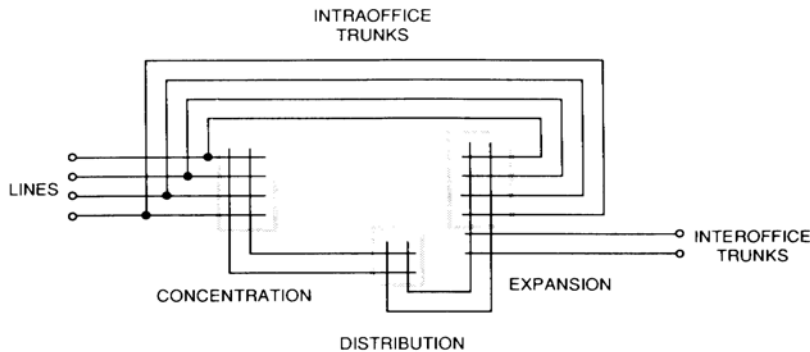 INTRAOFFICE
TRUNKS
LINES
INTEROFFICE
TRUNKS
CONCENTRATION
EXPANSION
DISTRIBUTION